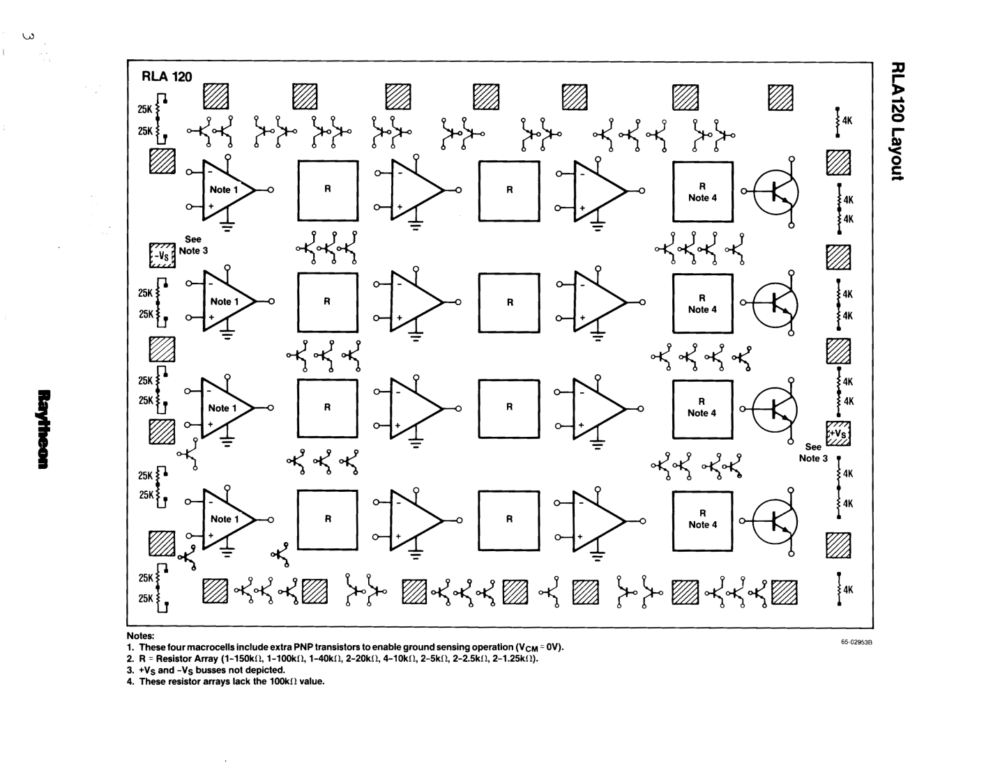 3
RLA120 Layout
RLA 120
25K
25K
4K
Note 1
R
R
R
Note 4
4K
4K
See
Note 3
-VS
25K
25K
Note 1
R
R
R
Note 4
4K
4K
25K
25K
Note 1
R
R
R
Note 4
4K
4K
+VS
See
Note 3
25K
25K
Note 1
R
R
R
Note 4
4K
4K
25K
25K
4K
Raytheon
Notes:
65-02953B
1. These four macrocells include extra PNP transistors to enable ground sensing operation (VCM = 0V).
2. R = Resistor Array (1-150kΩ, 1-100kΩ, 1-40kΩ, 2-20kΩ, 4-10kΩ, 2-5kΩ, 2-2.5kΩ, 2-1.25kΩ).
3. +VS and -VS busses not depicted.
4. These resistor arrays lack the 100kΩ value.